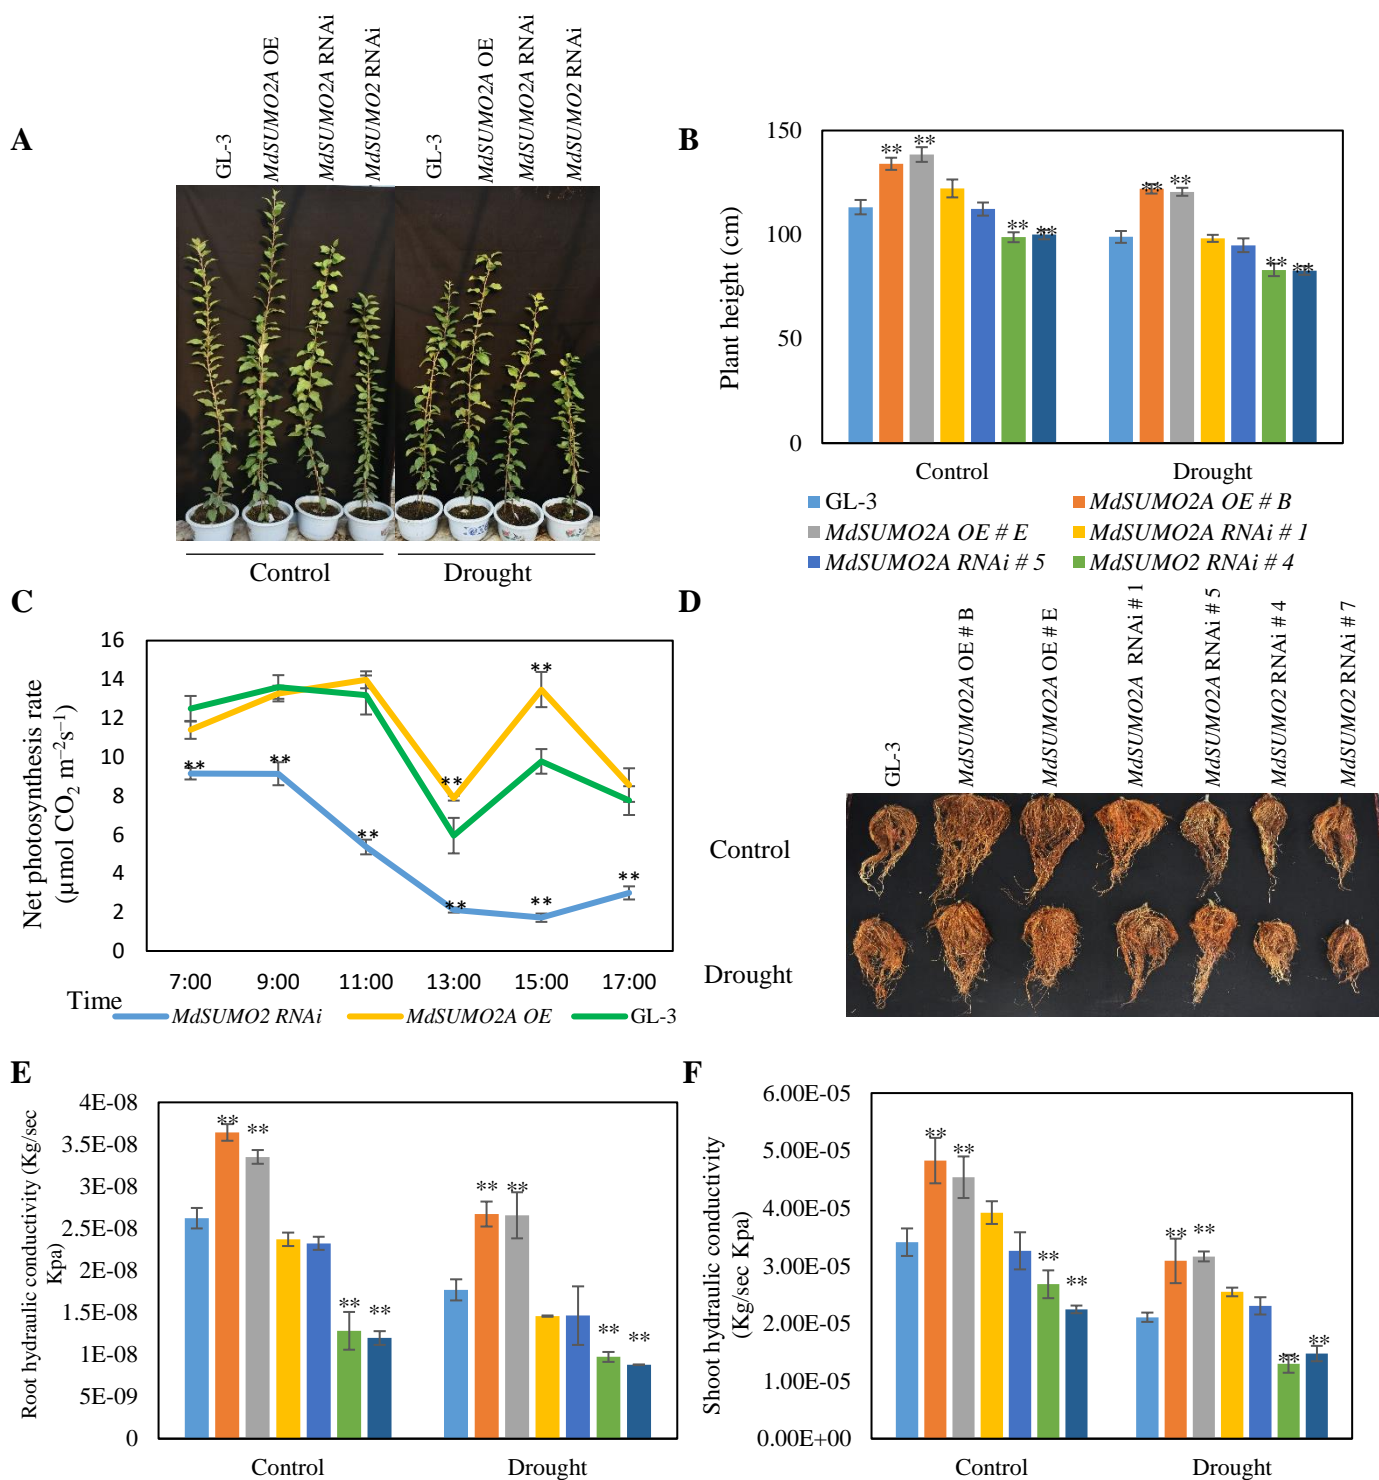 A
GL-3
MdSUMO2A OE
MdSUMO2A RNAi
MdSUMO2 RNAi
GL-3
MdSUMO2A OE
MdSUMO2A RNAi
MdSUMO2 RNAi
Control
Drought
B
Plant height (cm)
150
100
50
0
**
**
**
**
**
**
**
**
Control
Drought
GL-3
MdSUMO2A OE # B
MdSUMO2A OE # E
MdSUMO2A RNAi # 1
MdSUMO2A RNAi # 5
MdSUMO2 RNAi # 4
C
Net photosynthesis rate
(μmol CO₂ m⁻²s⁻¹)
16
14
12
10
8
6
4
2
0
**
**
**
**
**
**
**
**
7:00
9:00
11:00
13:00
15:00
17:00
Time
MdSUMO2 RNAi
MdSUMO2A OE
GL-3
D
GL-3
MdSUMO2A OE # B
MdSUMO2A OE # E
MdSUMO2A RNAi # 1
MdSUMO2A RNAi # 5
MdSUMO2 RNAi # 4
MdSUMO2 RNAi # 7
Control
Drought
E
Root hydraulic conductivity (Kg/sec
Kpa)
4E-08
3.5E-08
3E-08
2.5E-08
2E-08
1.5E-08
1E-08
5E-09
0
**
**
**
**
**
**
**
**
Control
Drought
F
Shoot hydraulic conductivity
(Kg/sec Kpa)
6.00E-05
5.00E-05
4.00E-05
3.00E-05
2.00E-05
1.00E-05
0.00E+00
**
**
**
**
**
**
**
**
Control
Drought